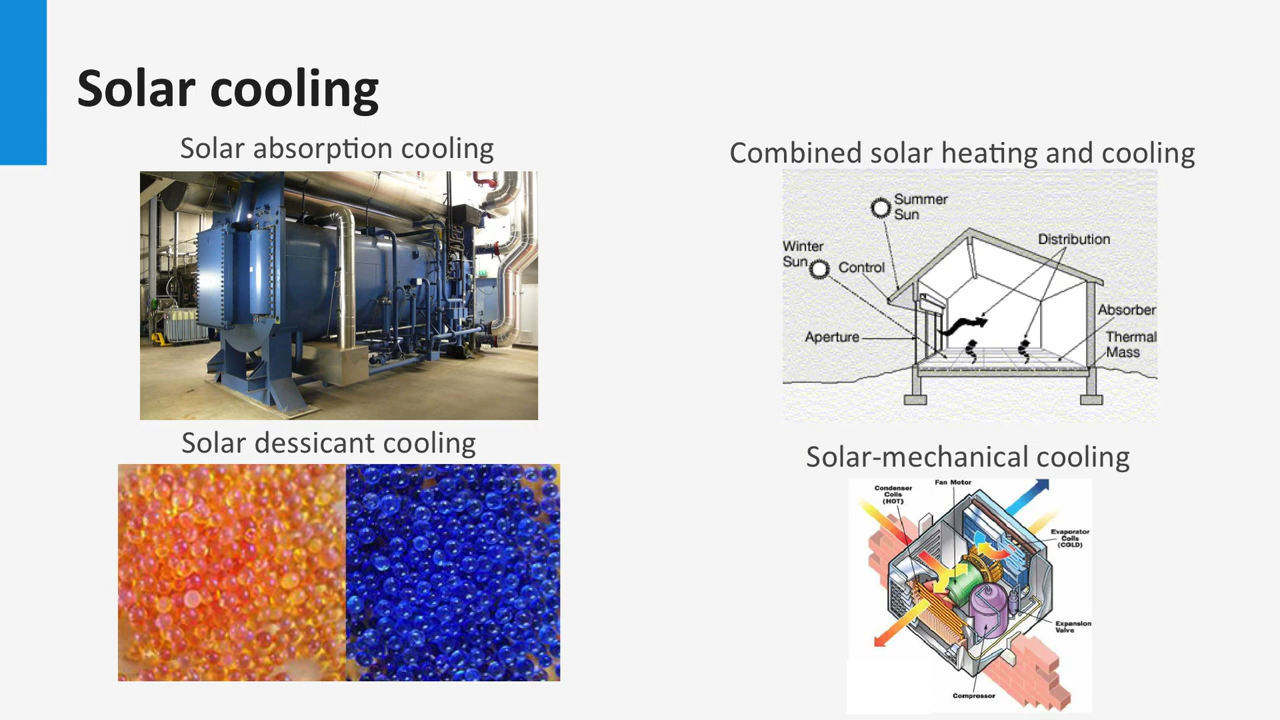 Solar cooling
Solar absorption cooling
Combined solar heating and cooling
Summer
Sun
Winter
Sun
Control
Distribution
Aperture
Absorber
Thermal
Mass
Solar dessicant cooling
Solar-mechanical cooling
Condenser
Coils
(HOT)
Fan Motor
Evaporator
Coils
(COLD)
Expansion
Valve
Compressor